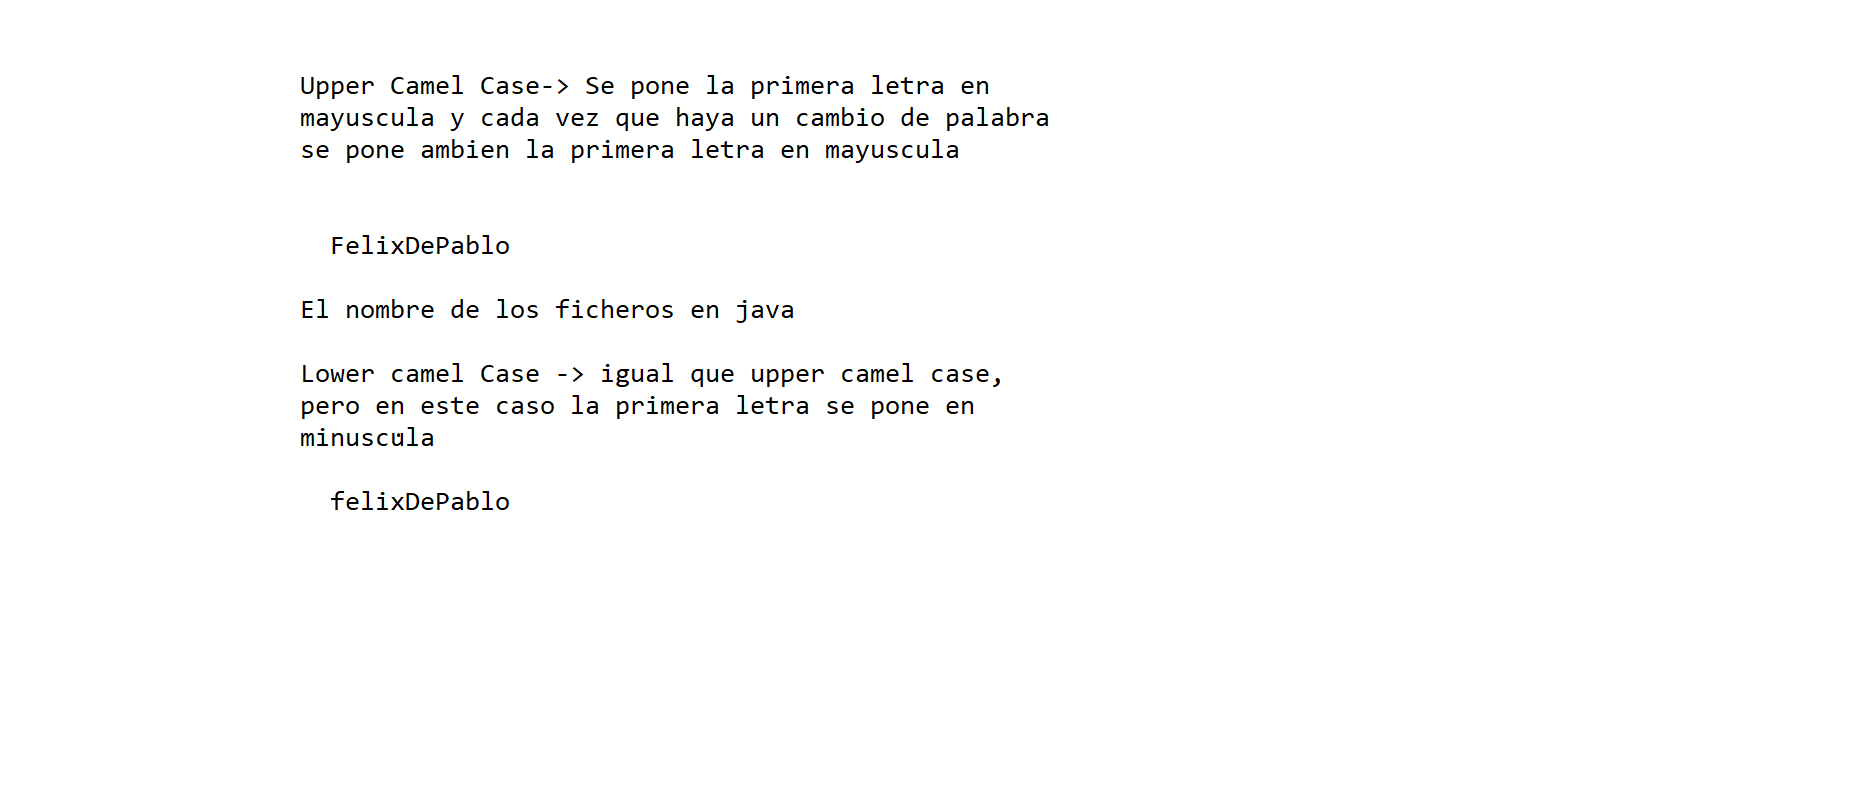 Upper Camel Case-> Se pone la primera letra en
mayuscula y cada vez que haya un cambio de palabra
se pone ambien la primera letra en mayuscula
FelixDePablo
El nombre de los ficheros en java
Lower camel Case -> igual que upper camel case,
pero en este caso la primera letra se pone en
minuscula
felixDePablo